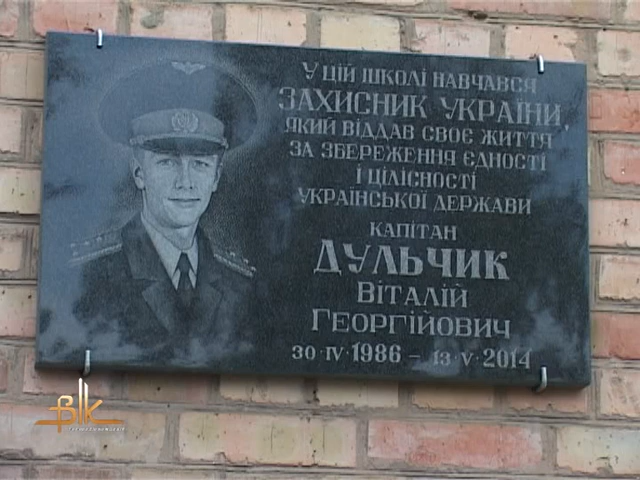 У ЦІЙ ШКОЛІ НАВЧАВСЯ
ЗАХИСНИК УКРАЇНИ,
ЯКИЙ ВІДДАВ СВОЄ ЖИТТЯ
ЗА ЗБЕРЕЖЕННЯ ЄДНОСТІ
І ЦІЛІСНОСТІ
УКРАЇНСЬКОЇ ДЕРЖАВИ
КАПІТАН
ДУЛЬЧИК
ВІТАЛІЙ
ГЕОРГІЙОВИЧ
30·IV·1986 – 13·V·2014
ВІК